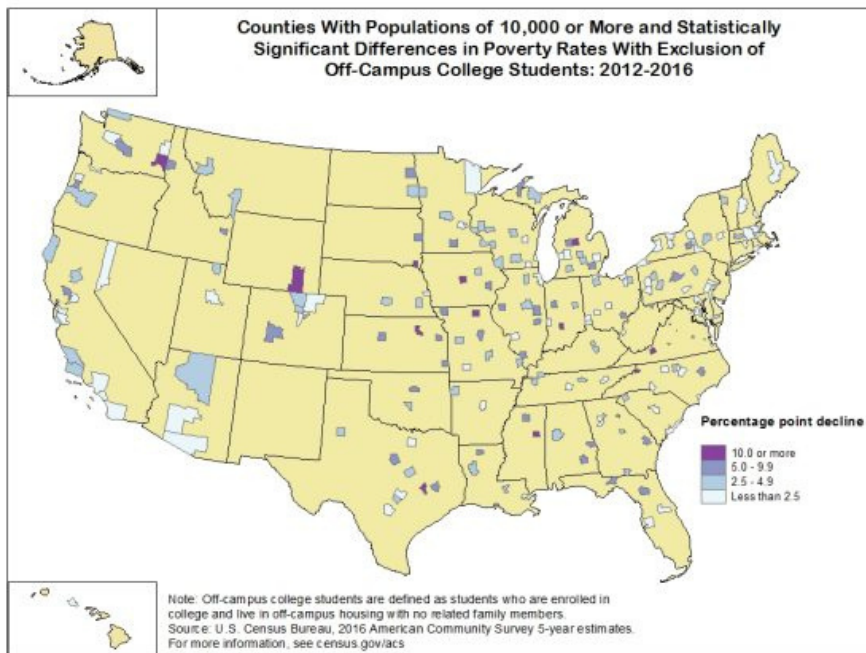 Counties With Populations of 10,000 or More and Statistically
Significant Differences in Poverty Rates With Exclusion of
Off-Campus College Students: 2012-2016
Percentage point decline
10.0 or more
5.0 - 9.9
2.5 - 4.9
Less than 2.5
Note: Off-campus college students are defined as students who are enrolled in
college and live in off-campus housing with no related family members.
Source: U.S. Census Bureau, 2016 American Community Survey 5-year estimates.
For more information, see census.gov/acs